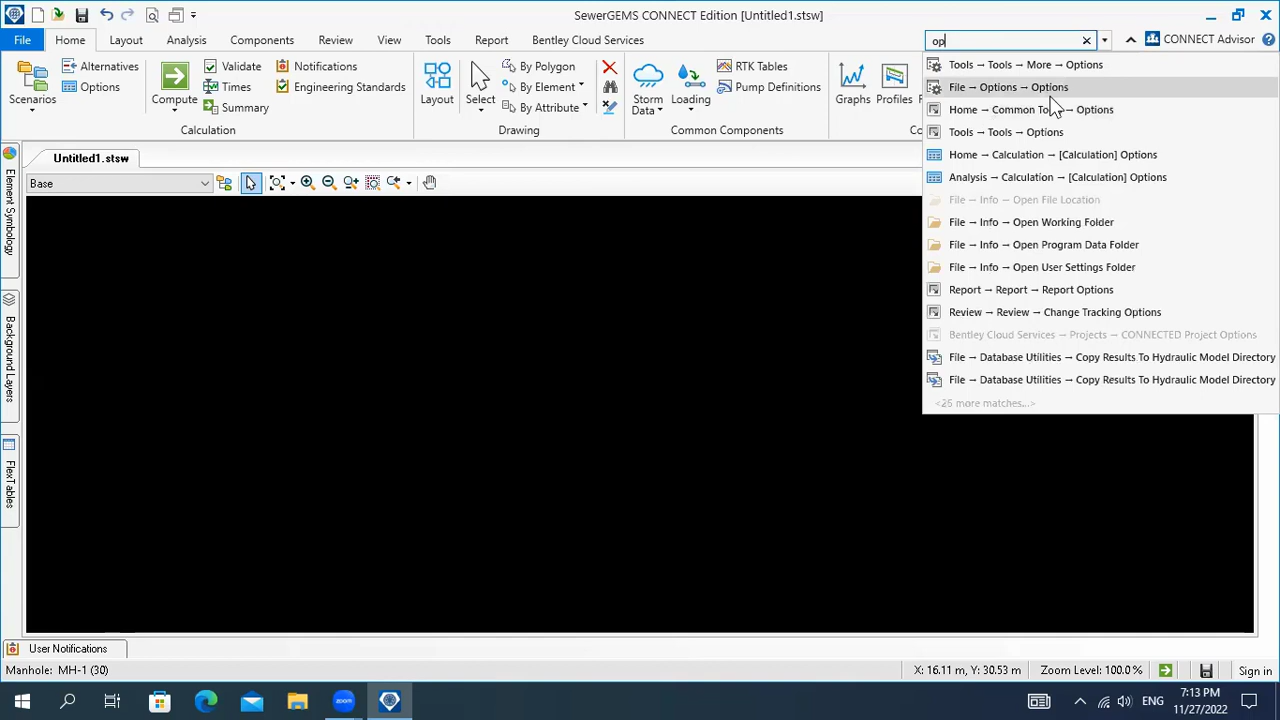 SewerGEMS CONNECT Edition [Untitled1.stsw]
File Home Layout Analysis Components Review View Tools Report Bentley Cloud Services
op
CONNECT Advisor
Scenarios
Alternatives
Options
Compute
Validate
Times
Summary
Notifications
Engineering Standards
Calculation
Layout
Select
By Polygon
By Element
By Attribute
Drawing
Storm
Data
Loading
RTK Tables
Pump Definitions
Common Components
Graphs
Profiles
Tools → Tools → More → Options
File → Options → Options
Home → Common To → Options
Tools → Tools → Options
Home → Calculation → [Calculation] Options
Analysis → Calculation → [Calculation] Options
File → Info → Open File Location
File → Info → Open Working Folder
File → Info → Open Program Data Folder
File → Info → Open User Settings Folder
Report → Report → Report Options
Review → Review → Change Tracking Options
Bentley Cloud Services → Projects → CONNECTED Project Options
File → Database Utilities → Copy Results To Hydraulic Model Directory
File → Database Utilities → Copy Results To Hydraulic Model Directory
Untitled1.stsw
Base
Element Symbology
Background Layers
FlexTables
User Notifications
Manhole: MH-1 (30)
X: 16.11 m, Y: 30.53 m
Zoom Level: 100.0 %
Sign in
zoom
ENG
7:13 PM
11/27/2022